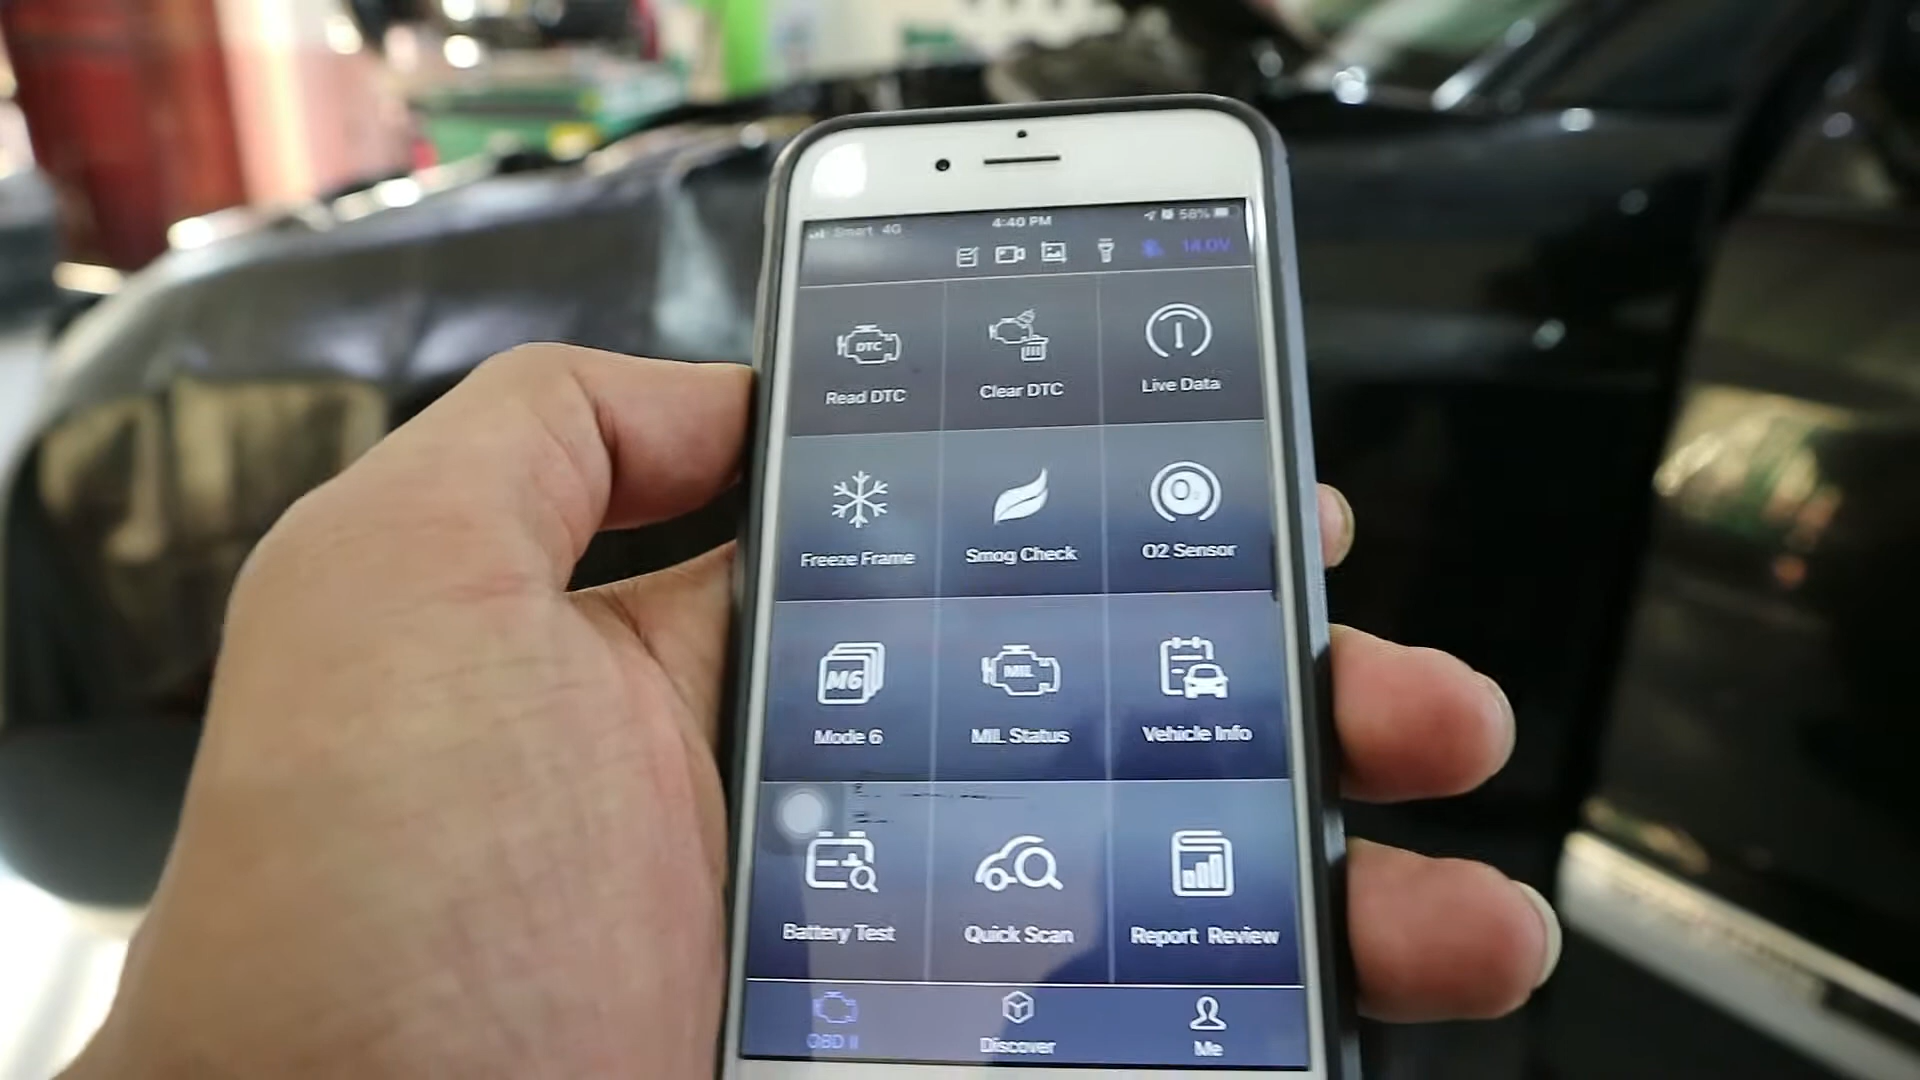 Smart 4G 4:40 PM 58%
14.0V
DTC
Read DTC Clear DTC Live Data
O2
Freeze Frame Smog Check O2 Sensor
M6 MIL
Mode 6 MIL Status Vehicle Info
Battery Test Quick Scan Report Review
OBD II Discover Me